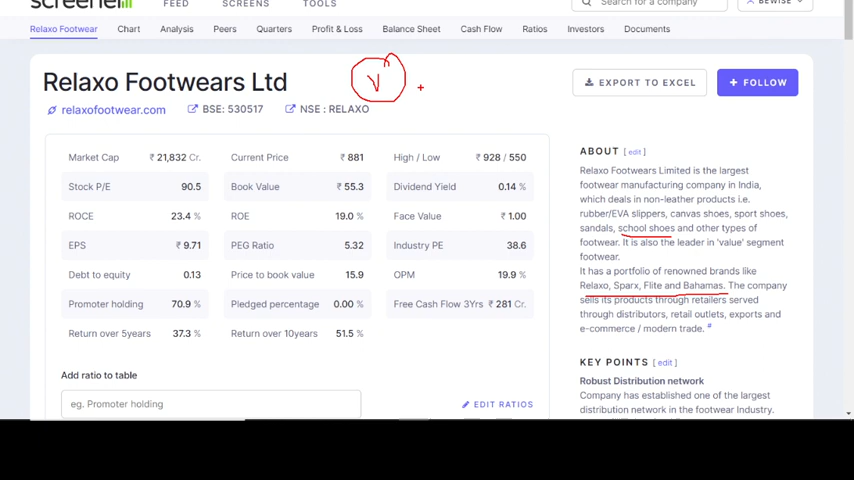 screener
FEED SCREENS TOOLS
Search for a company
BEWISE
Relaxo Footwear Chart Analysis Peers Quarters Profit & Loss Balance Sheet Cash Flow Ratios Investors Documents
Relaxo Footwears Ltd
V
EXPORT TO EXCEL
+ FOLLOW
relaxofootwear.com BSE: 530517 NSE : RELAXO
Market Cap ₹ 21,832 Cr. Current Price ₹ 881 High / Low ₹ 928 / 550
Stock P/E 90.5 Book Value ₹ 55.3 Dividend Yield 0.14 %
ROCE 23.4 % ROE 19.0 % Face Value ₹ 1.00
EPS ₹ 9.71 PEG Ratio 5.32 Industry PE 38.6
Debt to equity 0.13 Price to book value 15.9 OPM 19.9 %
Promoter holding 70.9 % Pledged percentage 0.00 % Free Cash Flow 3Yrs ₹ 281 Cr.
Return over 5years 37.3 % Return over 10years 51.5 %
Add ratio to table
eg. Promoter holding
EDIT RATIOS
ABOUT [ edit ]
Relaxo Footwears Limited is the largest
footwear manufacturing company in India,
which deals in non-leather products i.e.
rubber/EVA slippers, canvas shoes, sport shoes,
sandals, school shoes and other types of
footwear. It is also the leader in 'value' segment
footwear.
It has a portfolio of renowned brands like
Relaxo, Sparx, Flite and Bahamas. The company
sells its products through retailers served
through distributors, retail outlets, exports and
e-commerce / modern trade. #
KEY POINTS [ edit ]
Robust Distribution network
Company has established one of the largest
distribution network in the footwear Industry.